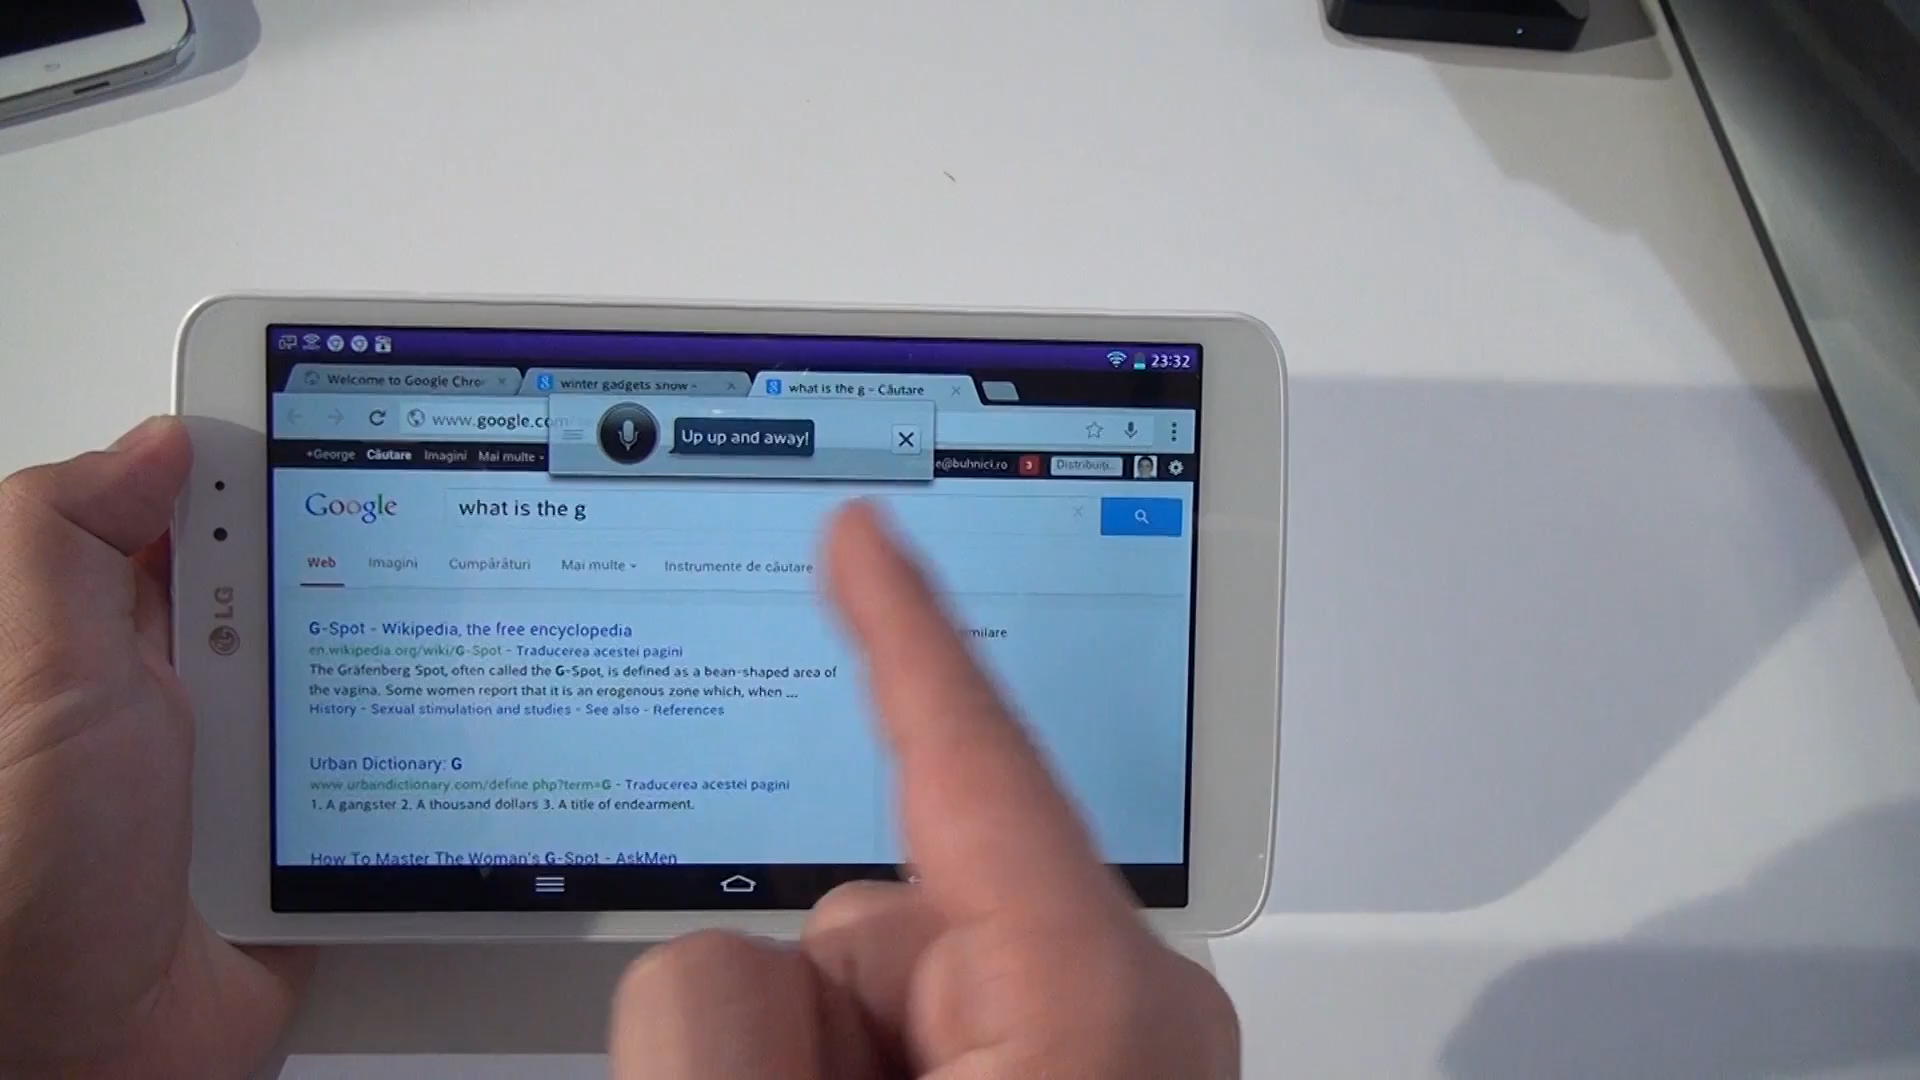 23:32
Welcome to Google Chro
winter gadgets snow -
what is the g - Căutare
www.google.co
Up up and away!
+George Căutare Imagini Mai multe
e@buhnici.ro 3 Distribuiți...
Google what is the g
Web Imagini Cumpărături Mai multe Instrumente de căutare
G-Spot - Wikipedia, the free encyclopedia
en.wikipedia.org/wiki/G-Spot - Traducerea acestei pagini
The Gräfenberg Spot, often called the G-Spot, is defined as a bean-shaped area of
the vagina. Some women report that it is an erogenous zone which, when ...
History - Sexual stimulation and studies - See also - References
milare
Urban Dictionary: G
www.urbandictionary.com/define.php?term=G - Traducerea acestei pagini
1. A gangster 2. A thousand dollars 3. A title of endearment.
How To Master The Woman's G-Spot - AskMen
LG